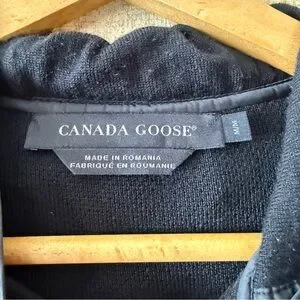 CANADA GOOSE®
MADE IN ROMANIA
FABRIQUÉ EN ROUMANIE